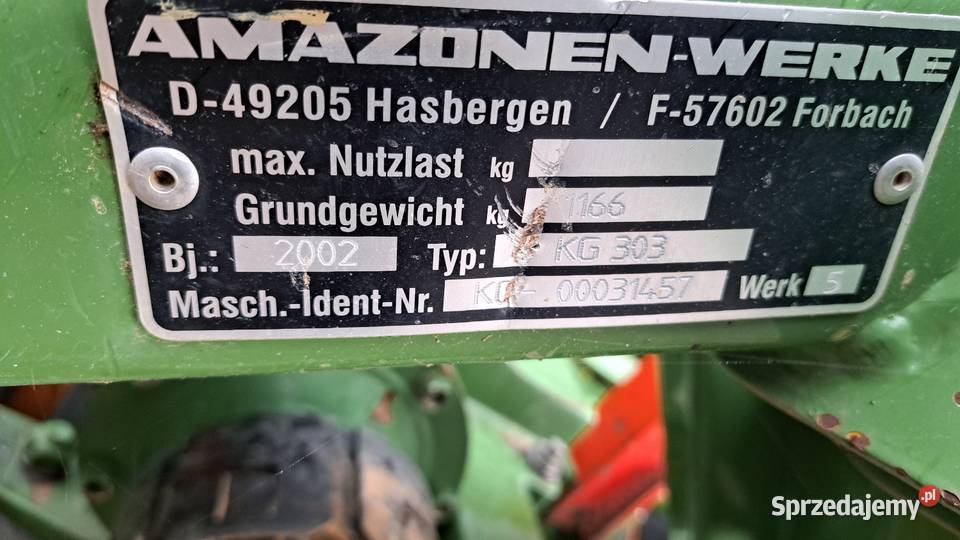 AMAZONEN-WERKE
D-49205 Hasbergen / F-57602 Forbach
max. Nutzlast kg
Grundgewicht kg 1166
Bj.: 2002 Typ: KG 303
Masch.-Ident-Nr. KG- 00031457 Werk 5
Sprzedajemy.pl